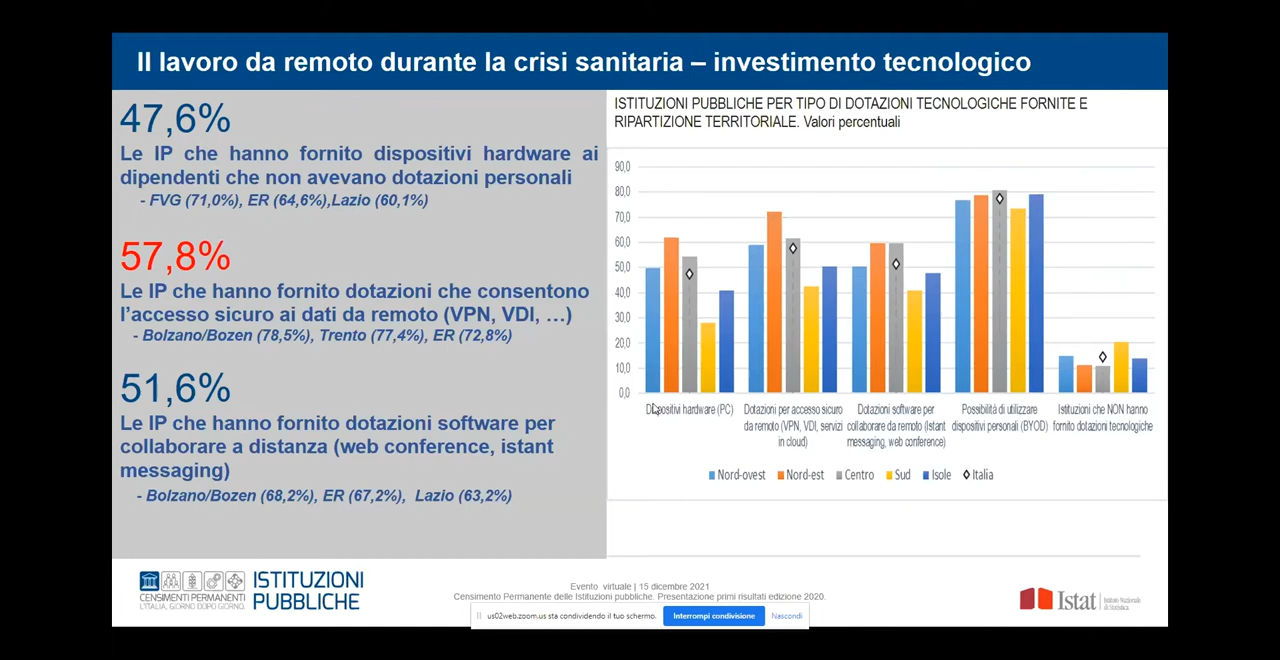 Il lavoro da remoto durante la crisi sanitaria – investimento tecnologico
47,6%
Le IP che hanno fornito dispositivi hardware ai
dipendenti che non avevano dotazioni personali
- FVG (71,0%), ER (64,6%),Lazio (60,1%)
57,8%
Le IP che hanno fornito dotazioni che consentono
l'accesso sicuro ai dati da remoto (VPN, VDI, …)
- Bolzano/Bozen (78,5%), Trento (77,4%), ER (72,8%)
51,6%
Le IP che hanno fornito dotazioni software per
collaborare a distanza (web conference, istant
messaging)
- Bolzano/Bozen (68,2%), ER (67,2%), Lazio (63,2%)
ISTITUZIONI PUBBLICHE PER TIPO DI DOTAZIONI TECNOLOGICHE FORNITE E
RIPARTIZIONE TERRITORIALE. Valori percentuali
90,0
80,0
70,0
60,0
50,0
40,0
30,0
20,0
10,0
0,0
Dispositivi hardware (PC)
Dotazioni per accesso sicuro
da remoto (VPN, VDI, servizi
in cloud)
Dotazioni software per
collaborare da remoto (Istant
messaging, web conference)
Possibilità di utilizzare
dispositivi personali (BYOD)
Istituzioni che NON hanno
fornito dotazioni tecnologiche
Nord-ovest Nord-est Centro Sud Isole Italia
CENSIMENTI PERMANENTI
L'ITALIA, GIORNO DOPO GIORNO.
ISTITUZIONI
PUBBLICHE
Evento virtuale | 15 dicembre 2021
Censimento Permanente delle Istituzioni pubbliche. Presentazione primi risultati edizione 2020.
us02web.zoom.us sta condividendo il tuo schermo. Interrompi condivisione Nascondi
Istat
Istituto Nazionale
di Statistica